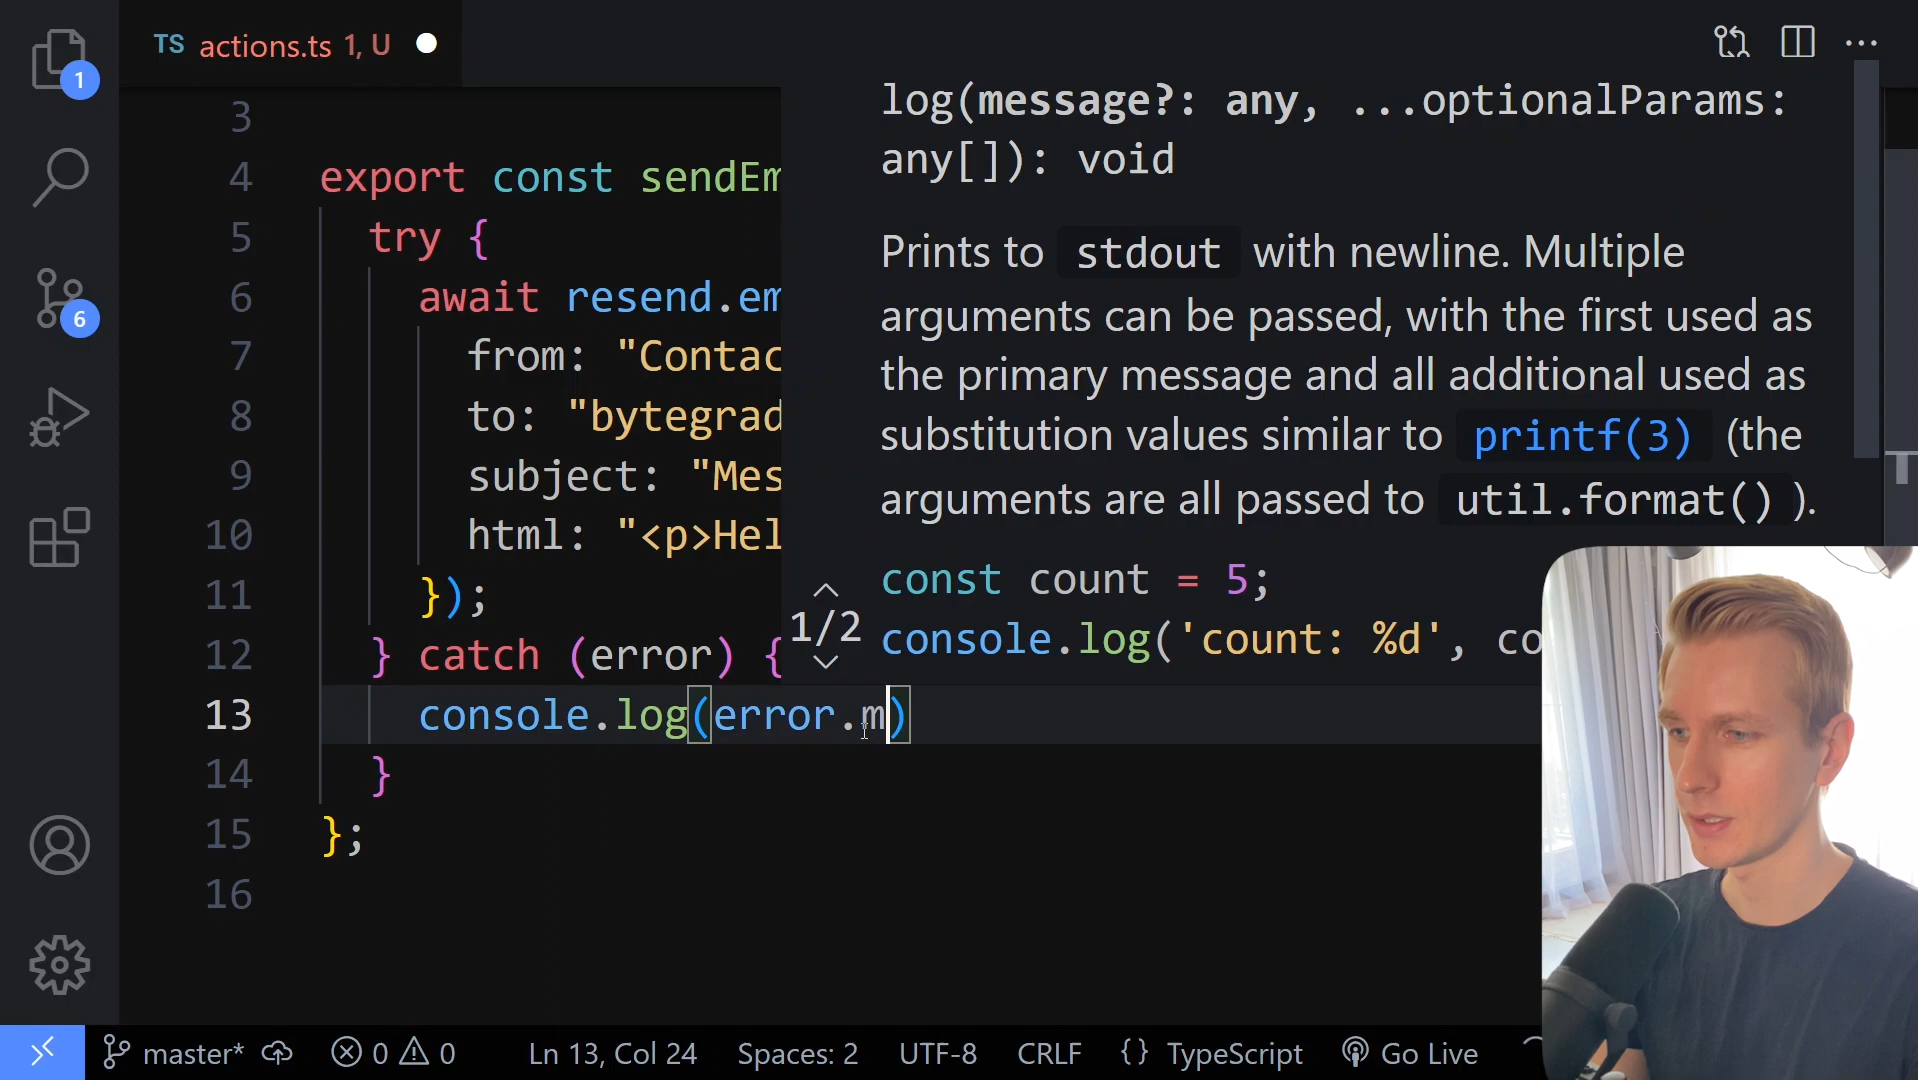 1
TS actions.ts 1, U
3
4 export const sendEm
5 try {
6 await resend.em
7 from: "Contac
8 to: "bytegrad
9 subject: "Mes
10 html: "<p>Hel
11 });
12 } catch (error) {
13 console.log(error.m)
14 }
15 };
16
log(message?: any, ...optionalParams:
any[]): void
Prints to stdout with newline. Multiple
arguments can be passed, with the first used as
the primary message and all additional used as
substitution values similar to printf(3) (the
arguments are all passed to util.format() ).
const count = 5;
console.log('count: %d', co
1/2
6
master* 0 0 Ln 13, Col 24 Spaces: 2 UTF-8 CRLF {} TypeScript Go Live